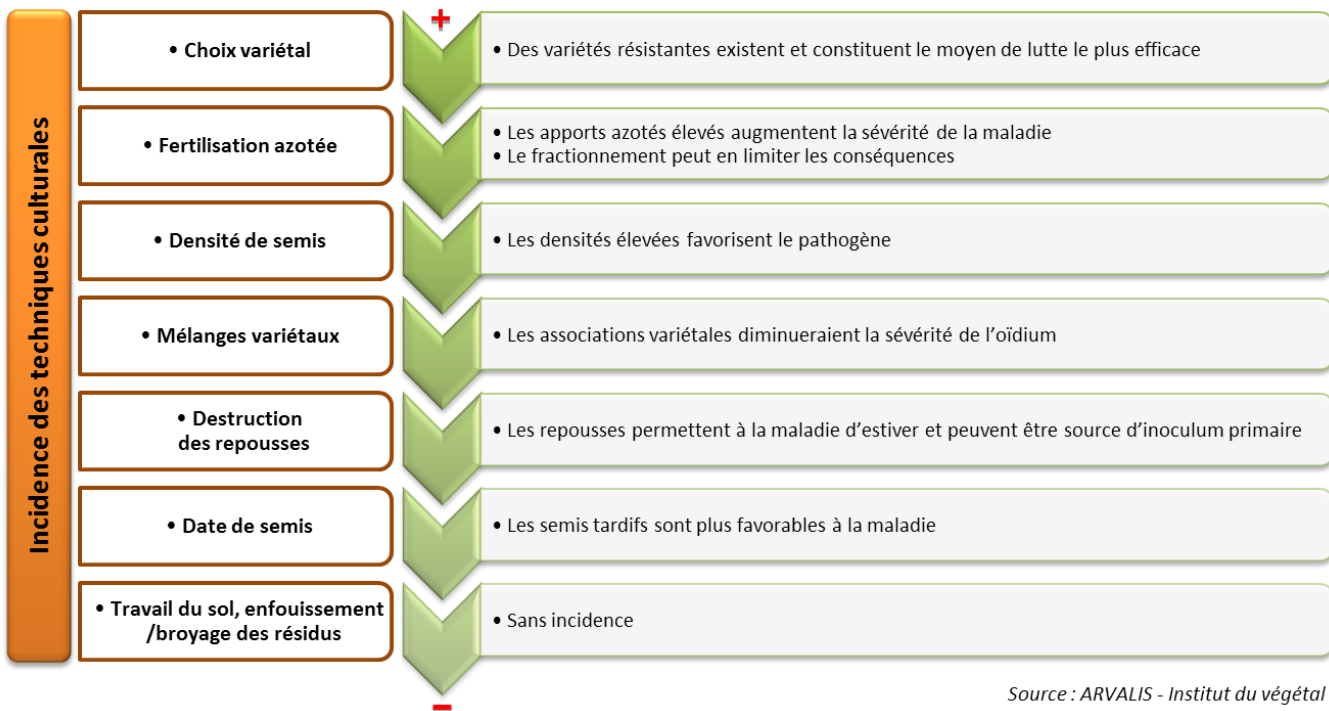 Incidence des techniques culturales
+
• Choix variétal
• Des variétés résistantes existent et constituent le moyen de lutte le plus efficace
• Fertilisation azotée
• Les apports azotés élevés augmentent la sévérité de la maladie
• Le fractionnement peut en limiter les conséquences
• Densité de semis
• Les densités élevées favorisent le pathogène
• Mélanges variétaux
• Les associations variétales diminueraient la sévérité de l’oïdium
• Destruction
des repousses
• Les repousses permettent à la maladie d’estiver et peuvent être source d’inoculum primaire
• Date de semis
• Les semis tardifs sont plus favorables à la maladie
• Travail du sol, enfouissement
/broyage des résidus
• Sans incidence
–
Source : ARVALIS - Institut du végétal